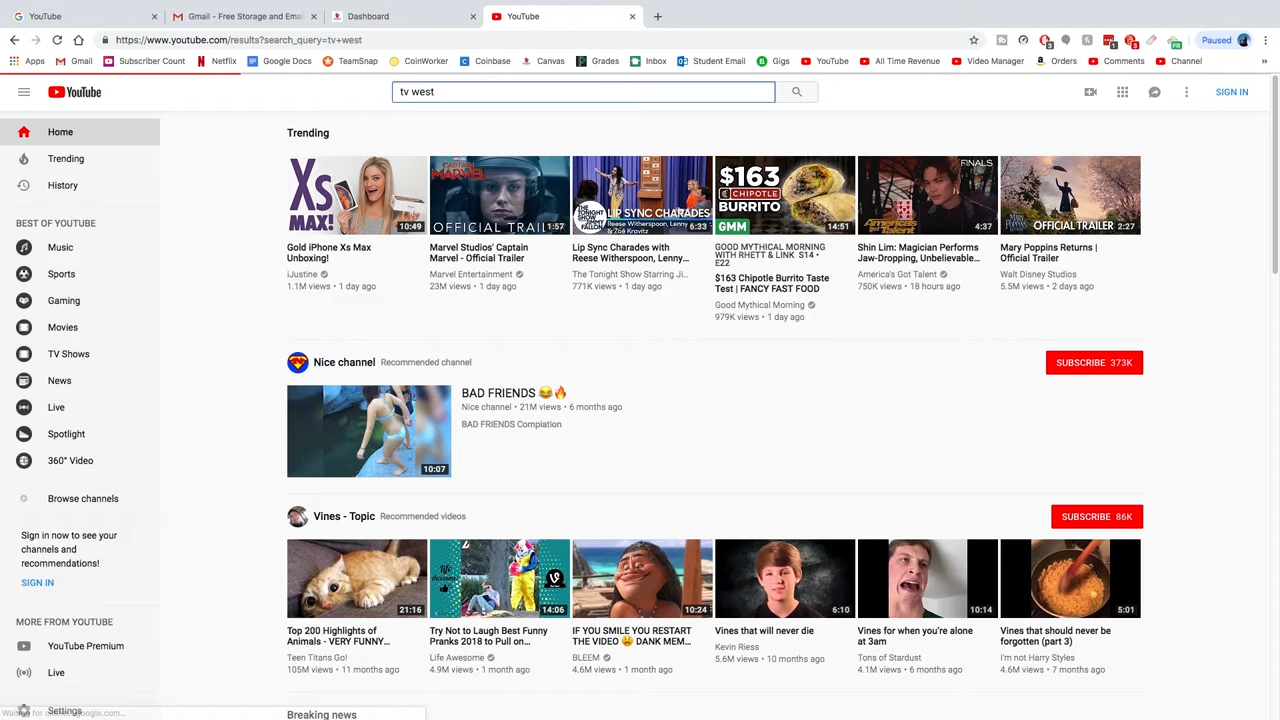 YouTube
Gmail - Free Storage and Emai
Dashboard
YouTube
https://www.youtube.com/results?search_query=tv+west
Paused
Apps
Gmail
Subscriber Count
Netflix
Google Docs
TeamSnap
CoinWorker
Coinbase
Canvas
Grades
Inbox
Student Email
Gigs
YouTube
All Time Revenue
Video Manager
Orders
Comments
Channel
YouTube
tv west
SIGN IN
Home
Trending
History
BEST OF YOUTUBE
Music
Sports
Gaming
Movies
TV Shows
News
Live
Spotlight
360° Video
Browse channels
Sign in now to see your
channels and
recommendations!
SIGN IN
MORE FROM YOUTUBE
YouTube Premium
Live
Settings
Trending
XS
MAX!
10:49
Gold iPhone Xs Max
Unboxing!
iJustine
1.1M views • 1 day ago
CAPTAIN
MARVEL
OFFICIAL TRAIL
1:57
Marvel Studios' Captain
Marvel - Official Trailer
Marvel Entertainment
23M views • 1 day ago
THE TONIGHT SHOW
FALLON
LIP SYNC CHARADES
6:33
Lip Sync Charades with
Reese Witherspoon, Lenny...
The Tonight Show Starring Ji...
771K views • 1 day ago
$163
CHIPOTLE
BURRITO
GMM
14:51
GOOD MYTHICAL MORNING
WITH RHETT & LINK S14 •
E22
$163 Chipotle Burrito Taste
Test | FANCY FAST FOOD
Good Mythical Morning
979K views • 1 day ago
FINALS
America's
Got Talent
4:37
Shin Lim: Magician Performs
Jaw-Dropping, Unbelievable...
America's Got Talent
750K views • 18 hours ago
MARY POPPINS
RETURNS
OFFICIAL TRAILER
2:27
Mary Poppins Returns |
Official Trailer
Walt Disney Studios
5.5M views • 2 days ago
Nice channel Recommended channel
SUBSCRIBE 373K
10:07
BAD FRIENDS 😂🔥
Nice channel • 21M views • 6 months ago
BAD FRIENDS Compiation
Vines - Topic Recommended videos
SUBSCRIBE 86K
21:16
Top 200 Highlights of
Animals - VERY FUNNY...
Teen Titans Go!
105M views • 11 months ago
Life
Awesome
14:06
Try Not to Laugh Best Funny
Pranks 2018 to Pull on...
Life Awesome
4.9M views • 1 month ago
10:24
IF YOU SMILE YOU RESTART
THE VIDEO 😩 DANK MEM...
BLEEM
4.6M views • 1 month ago
6:10
Vines that will never die
Kevin Riess
5.6M views • 10 months ago
10:14
Vines for when you're alone
at 3am
Tons of Stardust
4.1M views • 6 months ago
5:01
Vines that should never be
forgotten (part 3)
I'm not Harry Styles
4.6M views • 7 months ago
Breaking news